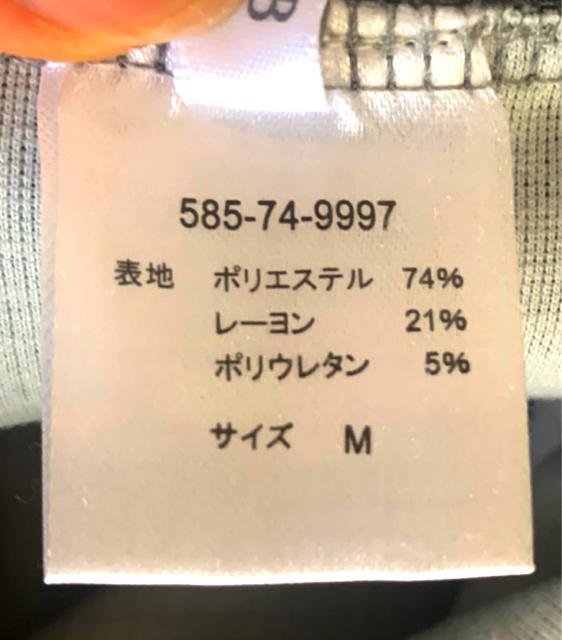 B
585-74-9997
表地 ポリエステル 74%
レーヨン 21%
ポリウレタン 5%
サイズ M